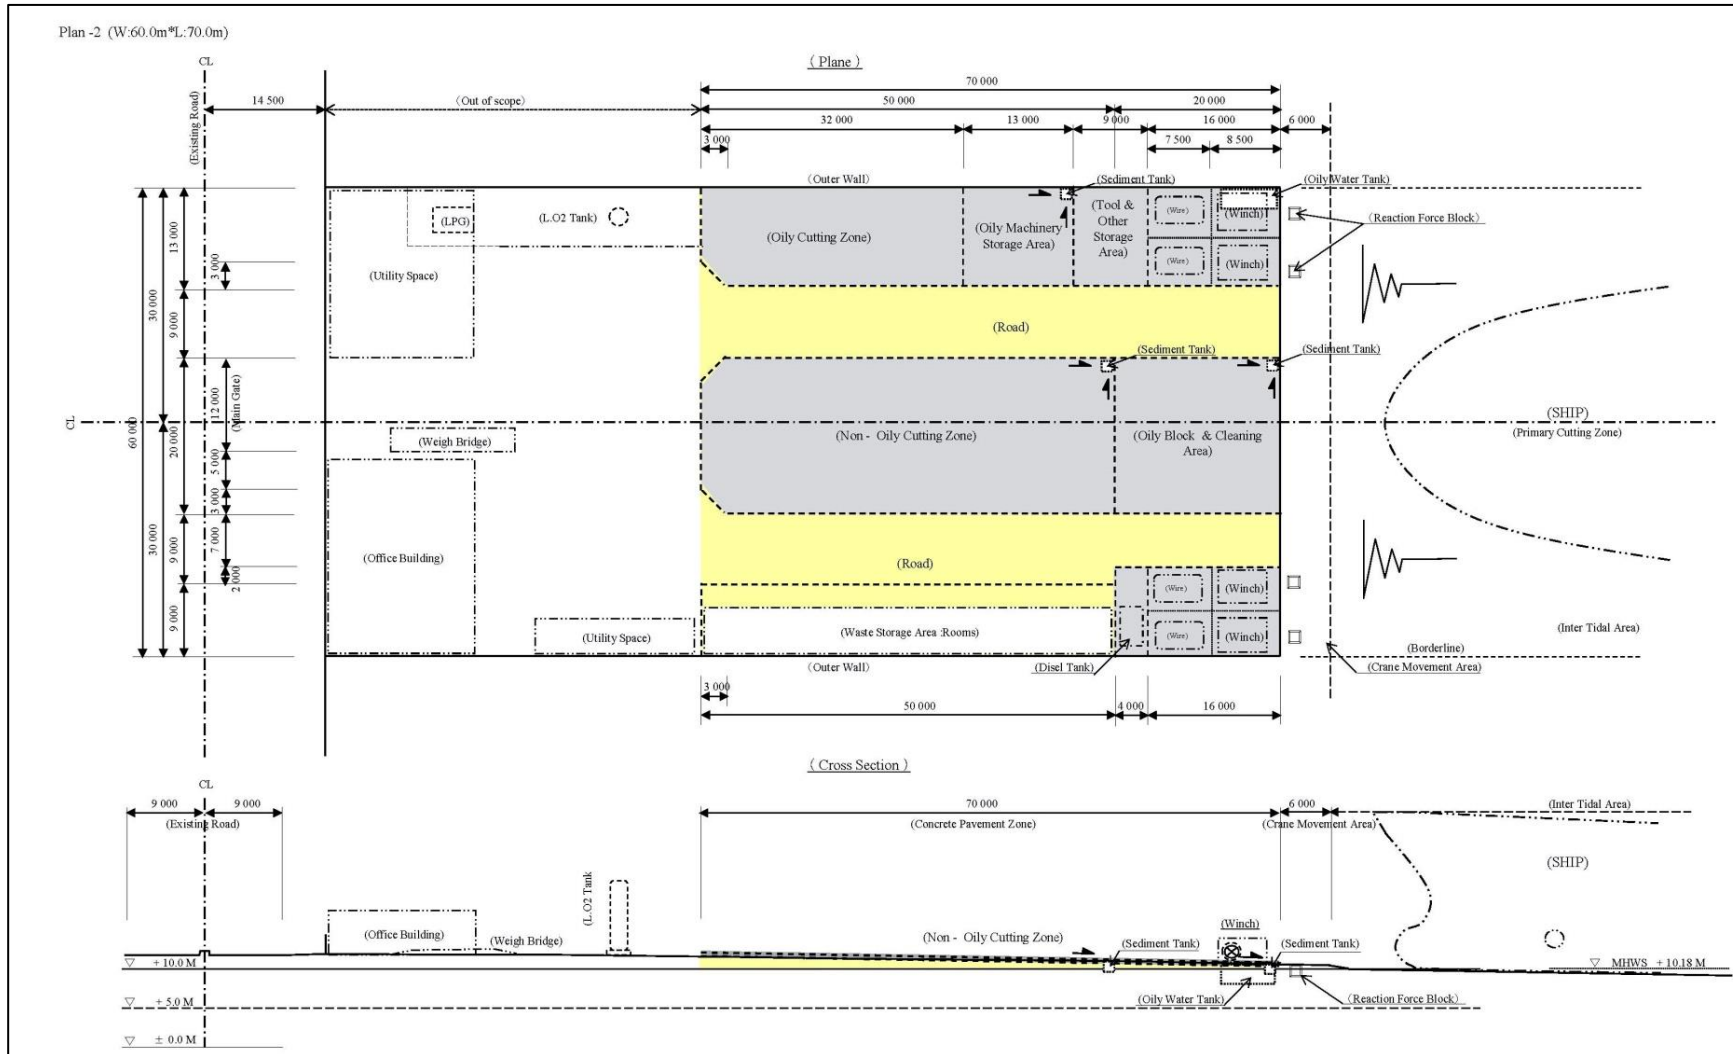 Plan -2 (W:60.0m*L:70.0m)
( Plane )
CL
(Existing Road)
14 500
(Out of scope)
70 000
50 000
20 000
32 000
13 000
9 000
16 000
6 000
3 000
7 500
8 500
(Outer Wall)
(Sediment Tank)
(Oily Water Tank)
(LPG)
(L.O2 Tank)
(Utility Space)
(Oily Cutting Zone)
(Oily Machinery
Storage Area)
(Tool &
Other
Storage
Area)
(Wire)
(Winch)
(Wire)
(Winch)
(Reaction Force Block)
13 000
3 000
30 000
9 000
(Road)
(Sediment Tank)
(Sediment Tank)
12 000
(Main Gate)
CL
60 000
20 000
(Weigh Bridge)
(Non - Oily Cutting Zone)
(Oily Block & Cleaning
Area)
(SHIP)
(Primary Cutting Zone)
5 000
3 000
30 000
9 000
7 000
2 000
9 000
(Office Building)
(Road)
(Wire)
(Winch)
(Utility Space)
(Waste Storage Area :Rooms)
(Wire)
(Winch)
(Inter Tidal Area)
(Outer Wall)
(Disel Tank)
(Borderline)
(Crane Movement Area)
3 000
50 000
4 000
16 000
( Cross Section )
CL
9 000
9 000
(Existing Road)
70 000
(Concrete Pavement Zone)
6 000
(Crane Movement Area)
(Inter Tidal Area)
(SHIP)
(L.O2 Tank
(Office Building)
(Weigh Bridge)
(Non - Oily Cutting Zone)
(Winch)
(Sediment Tank)
(Sediment Tank)
▽ + 10.0 M
▽ MHWS + 10.18 M
(Oily Water Tank)
(Reaction Force Block)
▽ + 5.0 M
▽ ± 0.0 M